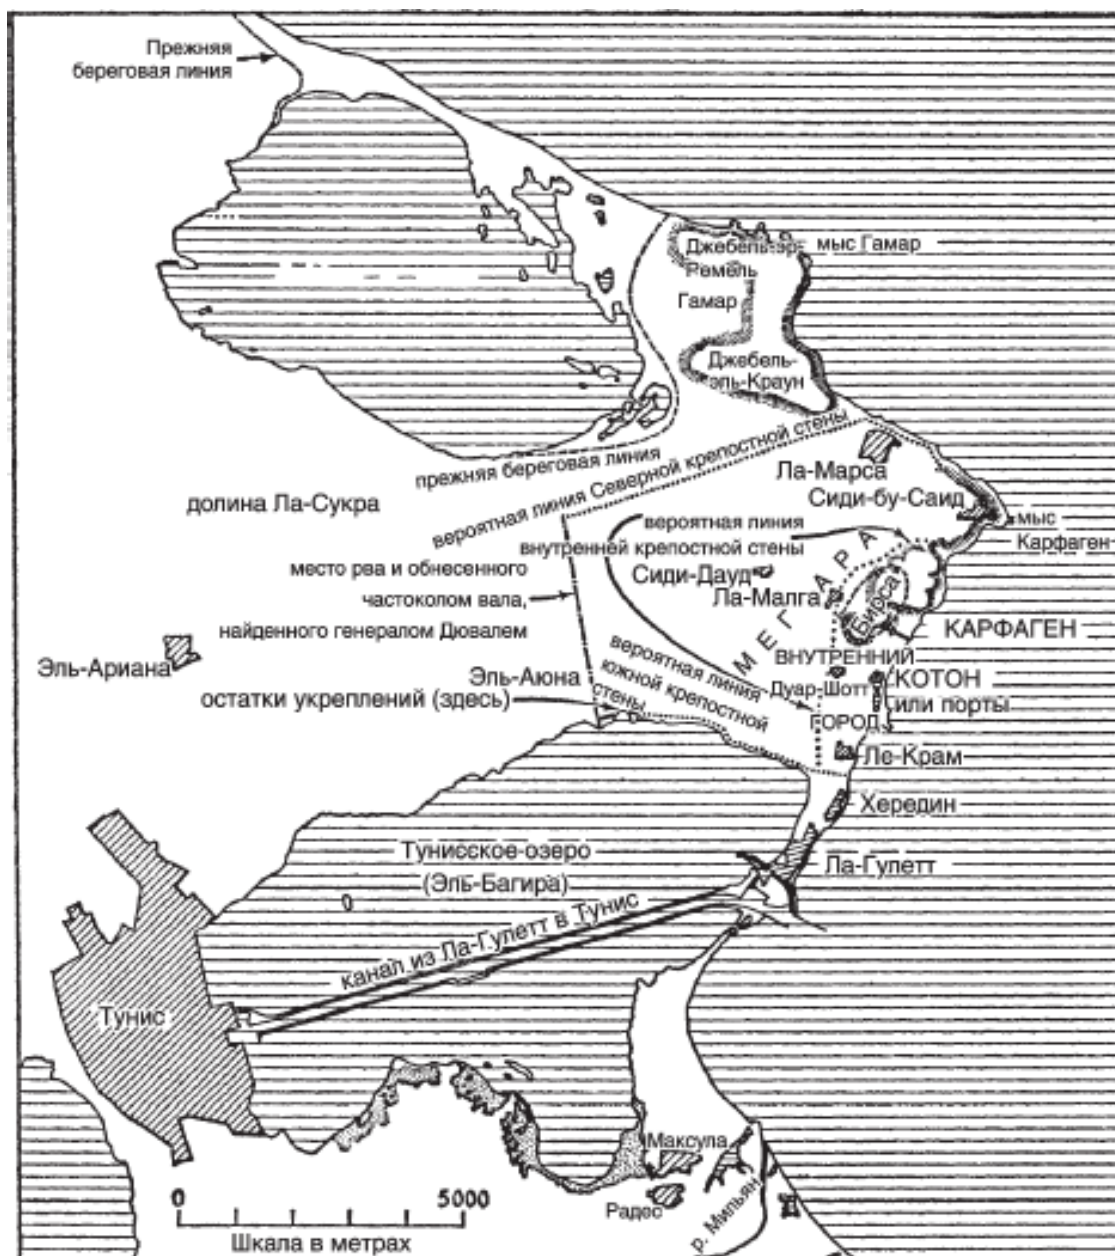 Прежняя
береговая линия
Джебель-эр-
Ремель
мыс Гамар
Гамар
Джебель-
эль-Краун
прежняя береговая линия
вероятная линия Северной крепостной стены
Ла-Марса
Сиди-бу-Саид
долина Ла-Сукра
мыс
Карфаген
вероятная линия
внутренней крепостной стены
место рва и обнесенного
частоколом вала,
найденного генералом Дювалем
Сиди-Дауд
Ла-Малга
МЕГАРА
Бирса
КАРФАГЕН
Эль-Ариана
Эль-Аюна
остатки укреплений (здесь)
вероятная линия
южной крепостной
стены
ВНУТРЕННИЙ
Дуар-Шотт
ГОРОД
КОТОН
или порты
Ле-Крам
Хередин
Ла-Гулетт
Тунисское озеро
(Эль-Багира)
канал из Ла-Гулетт в Тунис
Тунис
Максула
Радес
р. Мильян
0 5000
Шкала в метрах